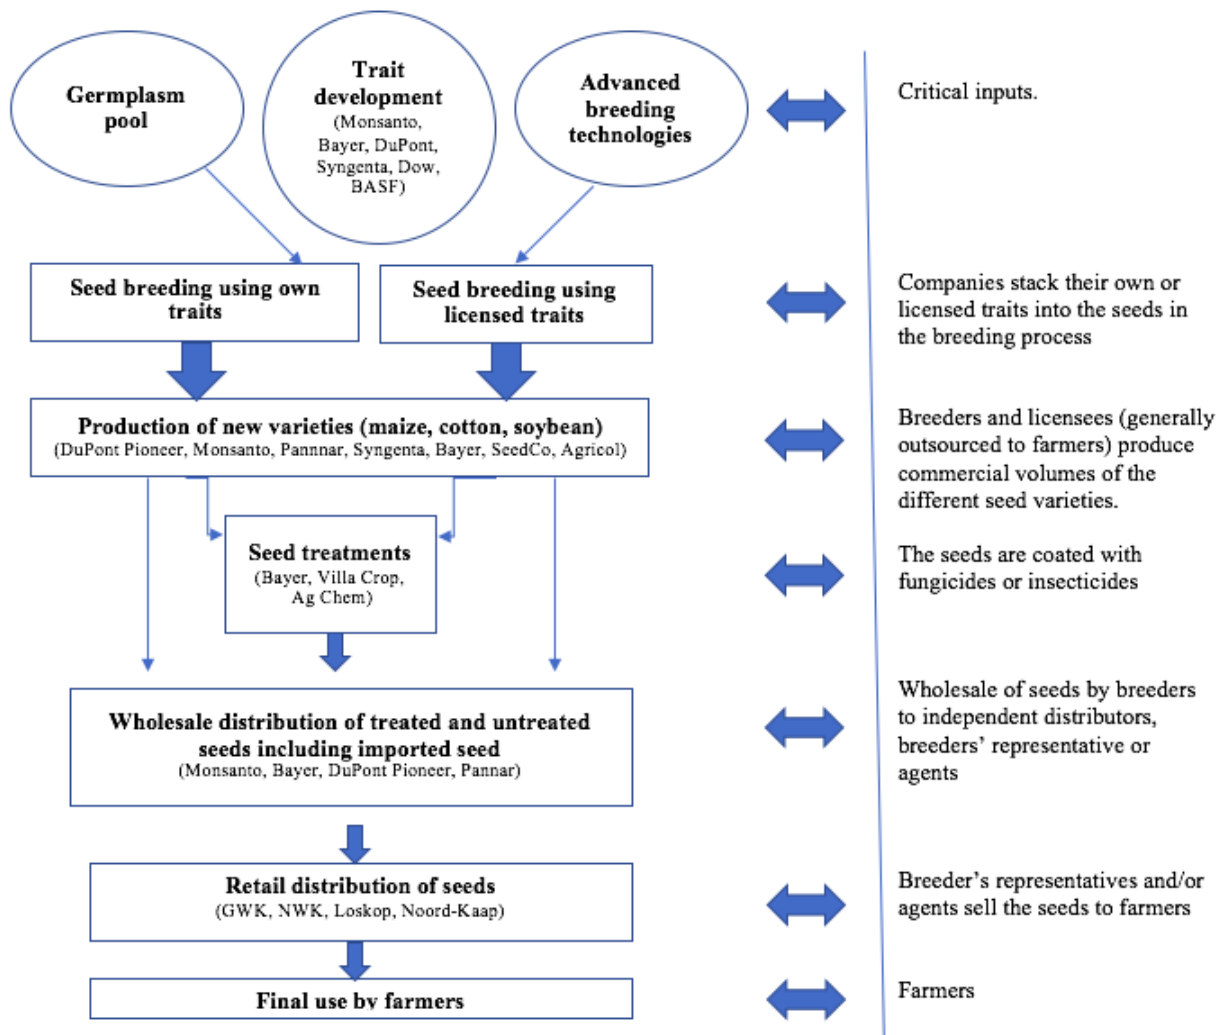 Germplasm
pool
Trait
development
(Monsanto,
Bayer, DuPont,
Syngenta, Dow,
BASF)
Advanced
breeding
technologies
Critical inputs.
Seed breeding using own
traits
Seed breeding using
licensed traits
Companies stack their own or
licensed traits into the seeds in
the breeding process
Production of new varieties (maize, cotton, soybean)
(DuPont Pioneer, Monsanto, Pannnar, Syngenta, Bayer, SeedCo, Agricol)
Breeders and licensees (generally
outsourced to farmers) produce
commercial volumes of the
different seed varieties.
Seed treatments
(Bayer, Villa Crop,
Ag Chem)
The seeds are coated with
fungicides or insecticides
Wholesale distribution of treated and untreated
seeds including imported seed
(Monsanto, Bayer, DuPont Pioneer, Pannar)
Wholesale of seeds by breeders
to independent distributors,
breeders’ representative or
agents
Retail distribution of seeds
(GWK, NWK, Loskop, Noord-Kaap)
Breeder’s representatives and/or
agents sell the seeds to farmers
Final use by farmers
Farmers